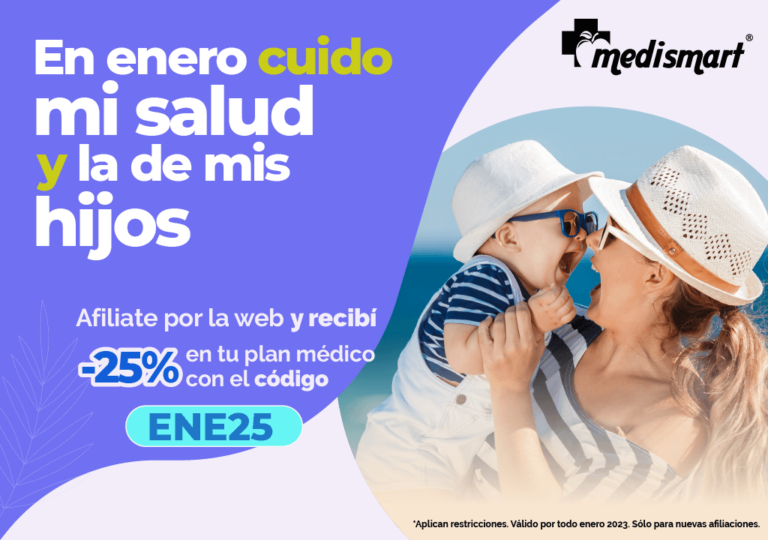 En enero cuido
mi salud
y la de mis
hijos
medismart®
Afiliate por la web y recibí
-25% en tu plan médico
con el código
ENE25
*Aplican restricciones. Válido por todo enero 2023. Sólo para nuevas afiliaciones.